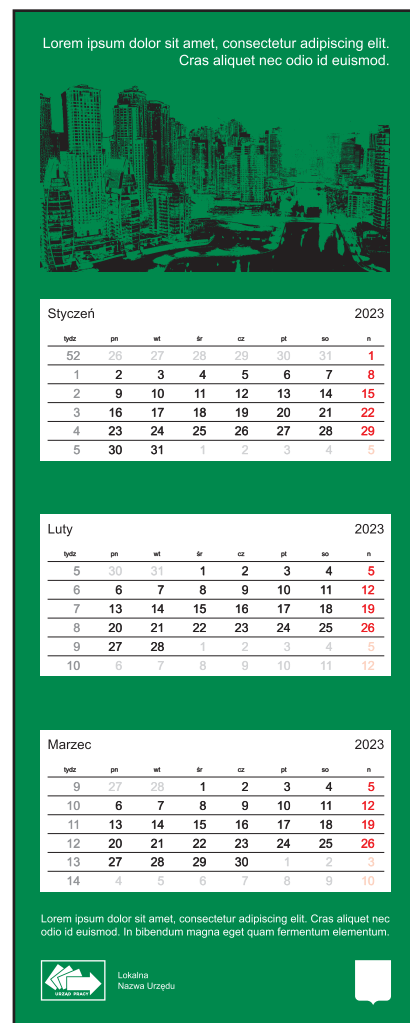 Lorem ipsum dolor sit amet, consectetur adipiscing elit.
Cras aliquet nec odio id euismod.
Styczeń 2023
tydz pn wt śr cz pt so n
52 26 27 28 29 30 31 1
1 2 3 4 5 6 7 8
2 9 10 11 12 13 14 15
3 16 17 18 19 20 21 22
4 23 24 25 26 27 28 29
5 30 31 1 2 3 4 5
Luty 2023
tydz pn wt śr cz pt so n
5 30 31 1 2 3 4 5
6 6 7 8 9 10 11 12
7 13 14 15 16 17 18 19
8 20 21 22 23 24 25 26
9 27 28 1 2 3 4 5
10 6 7 8 9 10 11 12
Marzec 2023
tydz pn wt śr cz pt so n
9 27 28 1 2 3 4 5
10 6 7 8 9 10 11 12
11 13 14 15 16 17 18 19
12 20 21 22 23 24 25 26
13 27 28 29 30 1 2 3
14 4 5 6 7 8 9 10
Lorem ipsum dolor sit amet, consectetur adipiscing elit. Cras aliquet nec
odio id euismod. In bibendum magna eget quam fermentum elementum.
URZĄD PRACY
Lokalna
Nazwa Urzędu